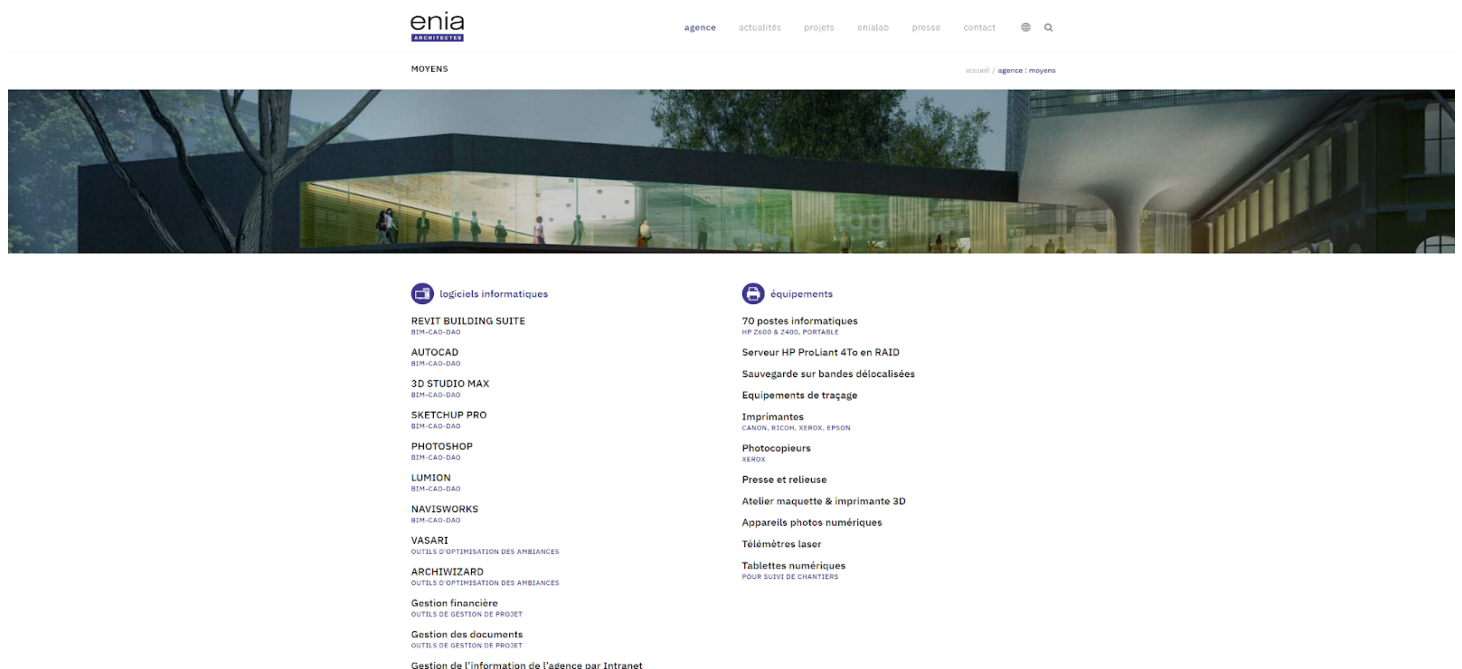 enia
ARCHITECTES
agence actualités projets enialab presse contact
MOYENS
accueil / agence : moyens
logiciels informatiques
REVIT BUILDING SUITE
BIM-CAO-DAO
AUTOCAD
BIM-CAO-DAO
3D STUDIO MAX
BIM-CAO-DAO
SKETCHUP PRO
BIM-CAO-DAO
PHOTOSHOP
BIM-CAO-DAO
LUMION
BIM-CAO-DAO
NAVISWORKS
BIM-CAO-DAO
VASARI
OUTILS D'OPTIMISATION DES AMBIANCES
ARCHIWIZARD
OUTILS D'OPTIMISATION DES AMBIANCES
Gestion financière
OUTILS DE GESTION DE PROJET
Gestion des documents
OUTILS DE GESTION DE PROJET
Gestion de l'information de l'agence par Intranet
équipements
70 postes informatiques
HP Z600 & Z400, PORTABLE
Serveur HP ProLiant 4To en RAID
Sauvegarde sur bandes délocalisées
Equipements de traçage
Imprimantes
CANON, RICOH, XEROX, EPSON
Photocopieurs
XEROX
Presse et relieuse
Atelier maquette & imprimante 3D
Appareils photos numériques
Télémètres laser
Tablettes numériques
POUR SUIVI DE CHANTIERS